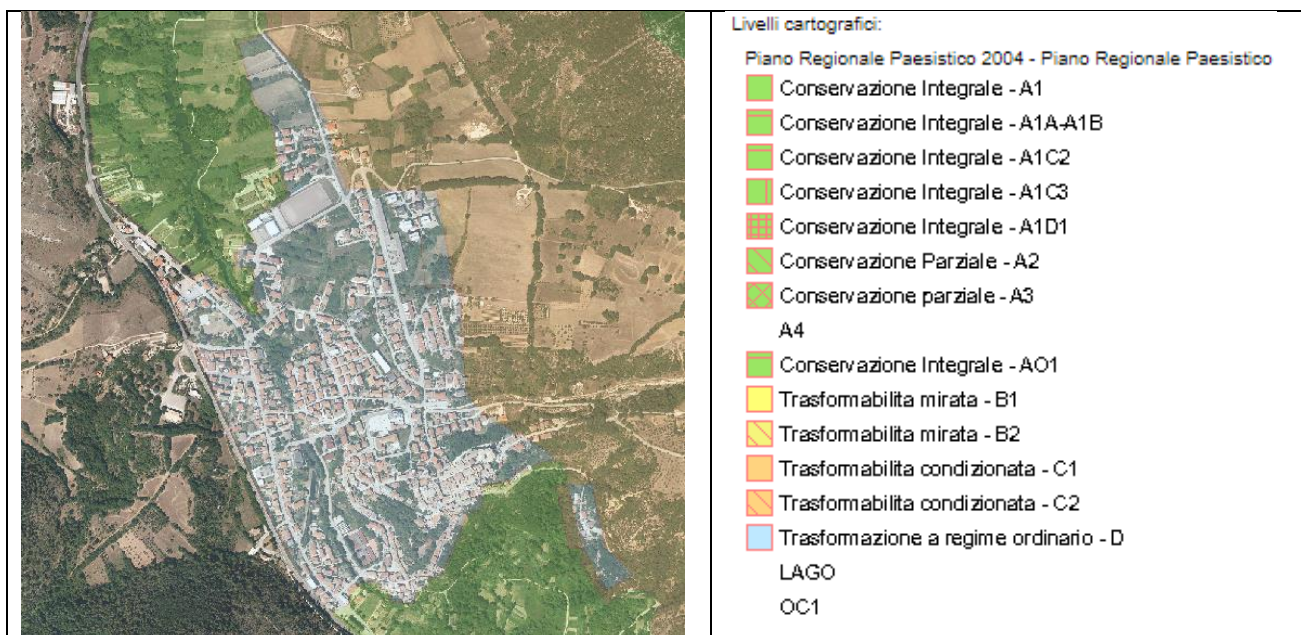 Livelli cartografici:
Piano Regionale Paesistico 2004 - Piano Regionale Paesistico
Conservazione Integrale - A1
Conservazione Integrale - A1A-A1B
Conservazione Integrale - A1C2
Conservazione Integrale - A1C3
Conservazione Integrale - A1D1
Conservazione Parziale - A2
Conservazione parziale - A3
A4
Conservazione Integrale - AO1
Trasformabilita mirata - B1
Trasformabilita mirata - B2
Trasformabilita condizionata - C1
Trasformabilita condizionata - C2
Trasformazione a regime ordinario - D
LAGO
OC1